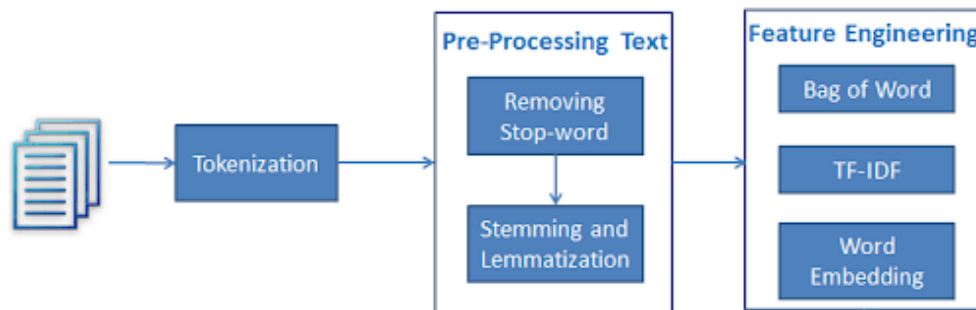 Tokenization
Pre-Processing Text
Removing
Stop-word
Stemming and
Lemmatization
Feature Engineering
Bag of Word
TF-IDF
Word
Embedding